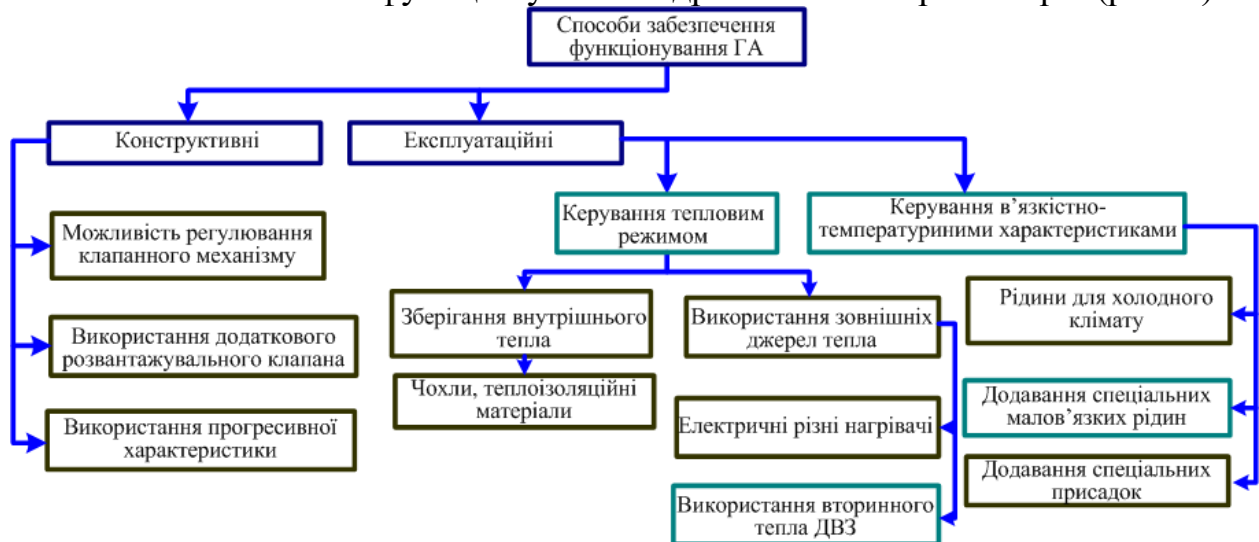 Способи забезпечення
функціонування ГА
Конструктивні
Експлуатаційні
Керування тепловим
режимом
Керування в’язкістно-
температуриними характеристиками
Можливість регулювання
клапанного механізму
Використання додаткового
розвантажувального клапана
Використання прогресивної
характеристики
Зберігання внутрішнього
тепла
Чохли, теплоізоляційні
матеріали
Використання зовнішніх
джерел тепла
Електричні різні нагрівачі
Використання вторинного
тепла ДВЗ
Рідини для холодного
клімату
Додавання спеціальних
малов’язких рідин
Додавання спеціальних
присадок